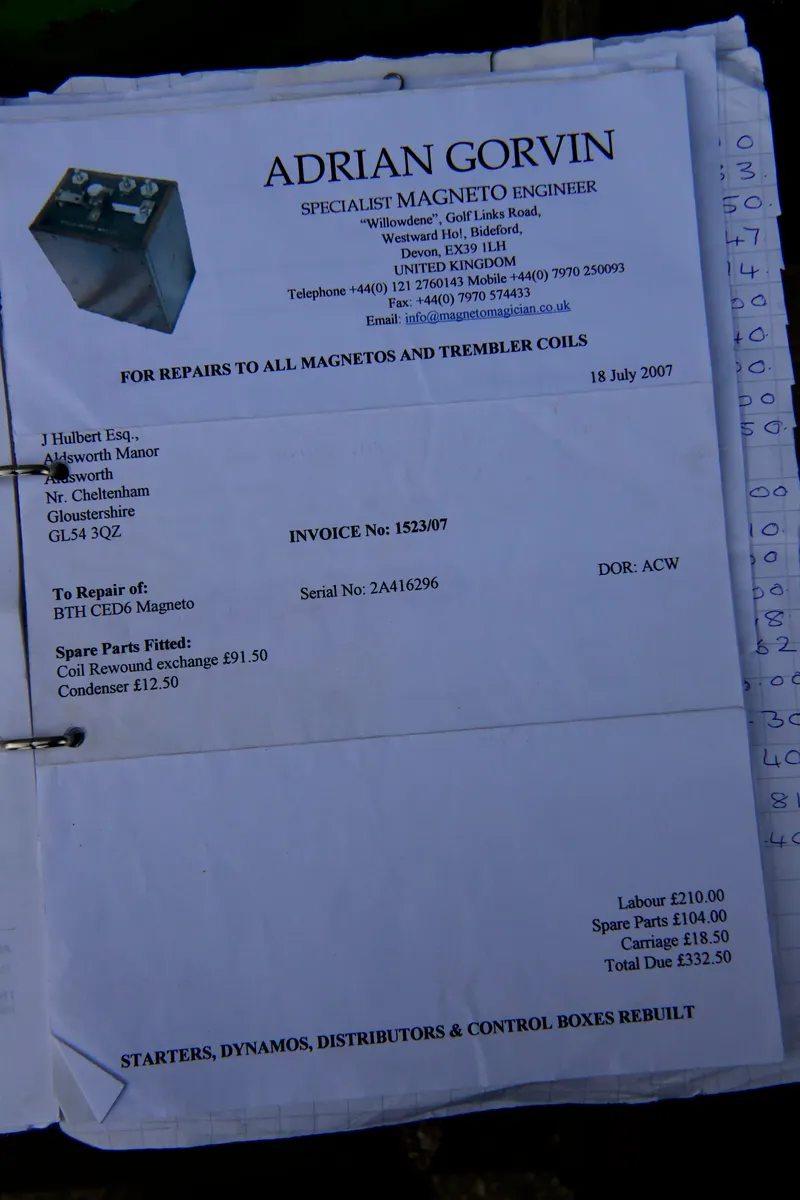 ADRIAN GORVIN
SPECIALIST MAGNETO ENGINEER
"Willowdene", Golf Links Road,
Westward Ho!, Bideford,
Devon, EX39 1LH
UNITED KINGDOM
Telephone +44(0) 121 2760143 Mobile +44(0) 7970 250093
Fax: +44(0) 7970 574433
Email: info@magnetomagician.co.uk
FOR REPAIRS TO ALL MAGNETOS AND TREMBLER COILS
18 July 2007
J Hulbert Esq.,
Aldsworth Manor
Aldsworth
Nr. Cheltenham
Gloustershire
GL54 3QZ
INVOICE No: 1523/07
To Repair of:
BTH CED6 Magneto
Serial No: 2A416296
DOR: ACW
Spare Parts Fitted:
Coil Rewound exchange £91.50
Condenser £12.50
Labour £210.00
Spare Parts £104.00
Carriage £18.50
Total Due £332.50
STARTERS, DYNAMOS, DISTRIBUTORS & CONTROL BOXES REBUILT